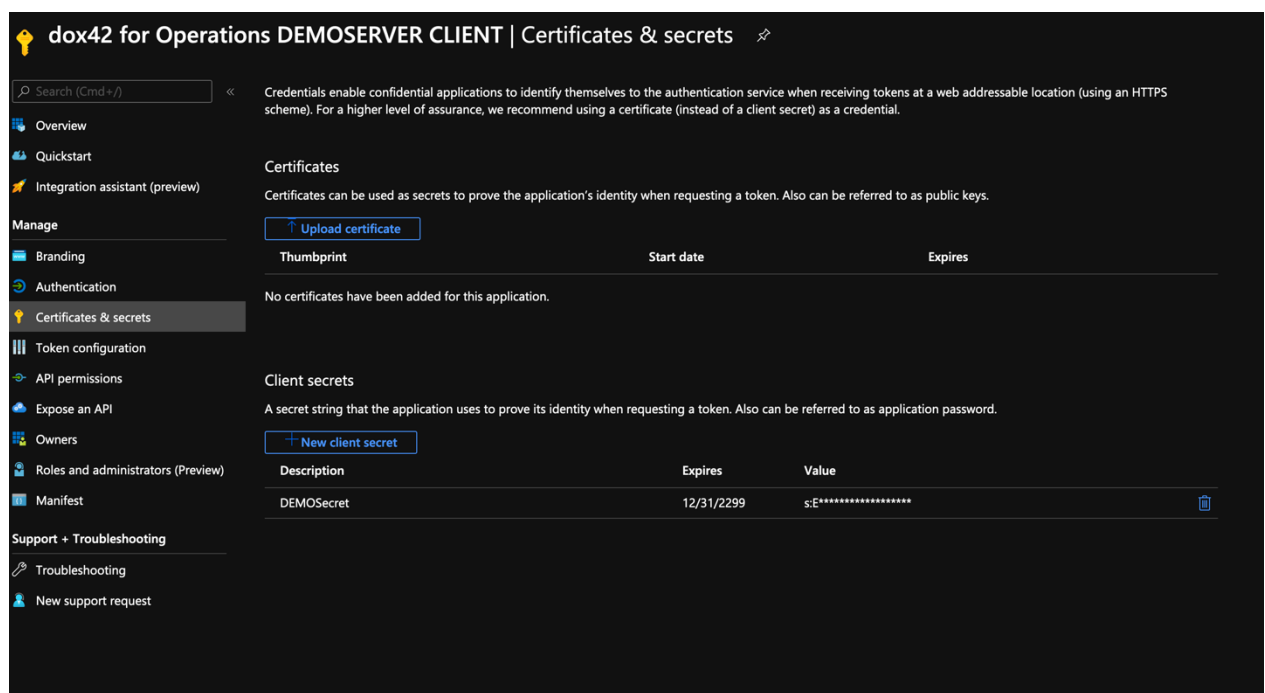 dox42 for Operations DEMOSERVER CLIENT | Certificates & secrets
Search (Cmd+/)
«
Overview
Quickstart
Integration assistant (preview)
Manage
Branding
Authentication
Certificates & secrets
Token configuration
API permissions
Expose an API
Owners
Roles and administrators (Preview)
Manifest
Support + Troubleshooting
Troubleshooting
New support request
Credentials enable confidential applications to identify themselves to the authentication service when receiving tokens at a web addressable location (using an HTTPS
scheme). For a higher level of assurance, we recommend using a certificate (instead of a client secret) as a credential.
Certificates
Certificates can be used as secrets to prove the application's identity when requesting a token. Also can be referred to as public keys.
Upload certificate
Thumbprint Start date Expires
No certificates have been added for this application.
Client secrets
A secret string that the application uses to prove its identity when requesting a token. Also can be referred to as application password.
New client secret
Description Expires Value
DEMOSecret 12/31/2299 s:E******************